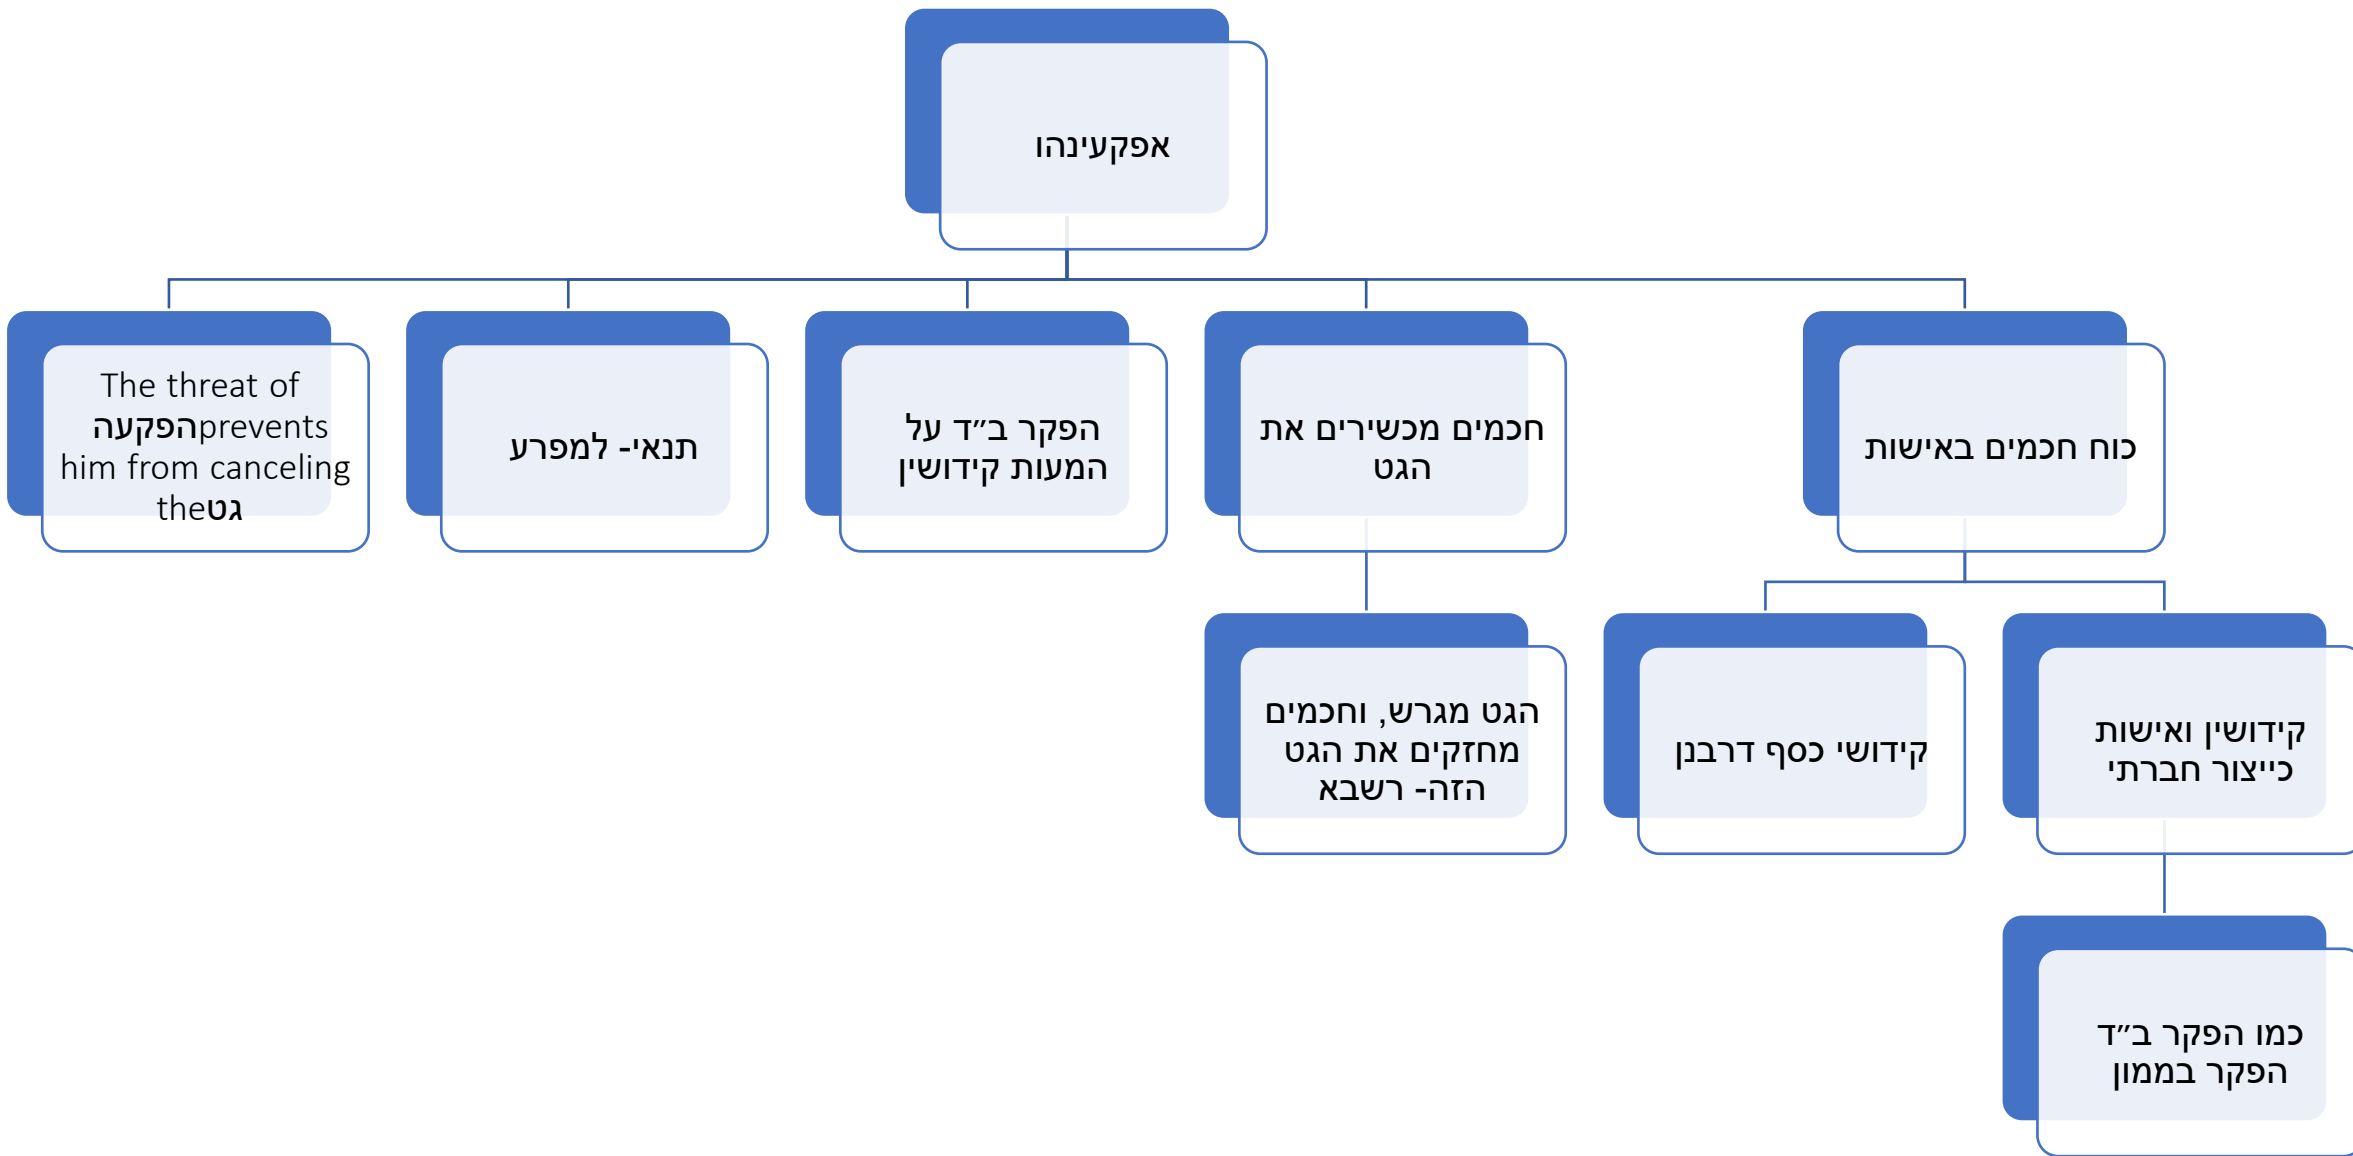 אפקעינהו
כוח חכמים באישות
חכמים מכשירים את
הגט
הפקר ב״ד על
המעות קידושין
תנאי- למפרע
The threat of
הפקעהprevents
him from canceling
theגט
קידושין ואישות
כייצור חברתי
קידושי כסף דרבנן
הגט מגרש, וחכמים
מחזקים את הגט
הזה- רשבא
כמו הפקר ב״ד
הפקר בממון